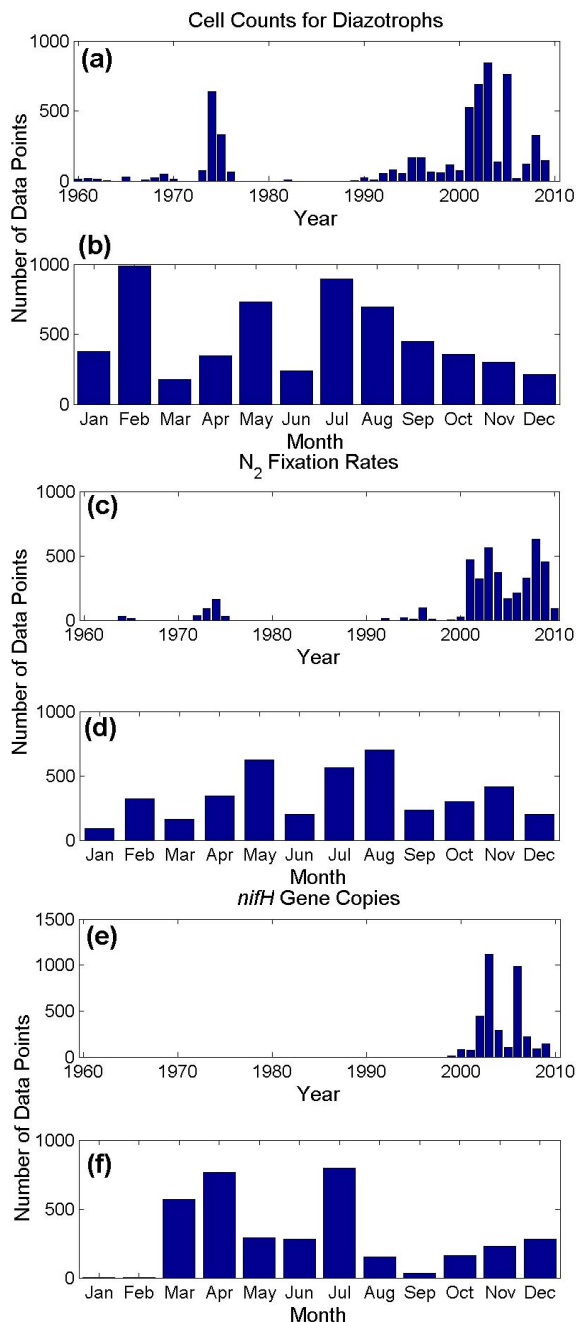 Cell Counts for Diazotrophs
(a)
1000
500
0
1960 1970 1980 1990 2000 2010
Year
Number of Data Points
(b)
1000
500
0
Jan Feb Mar Apr May Jun Jul Aug Sep Oct Nov Dec
Month
N2 Fixation Rates
(c)
1000
500
0
1960 1970 1980 1990 2000 2010
Year
Number of Data Points
(d)
1000
500
0
Jan Feb Mar Apr May Jun Jul Aug Sep Oct Nov Dec
Month
nifH Gene Copies
(e)
1500
1000
500
0
1960 1970 1980 1990 2000 2010
Year
Number of Data Points
(f)
1000
500
0
Jan Feb Mar Apr May Jun Jul Aug Sep Oct Nov Dec
Month